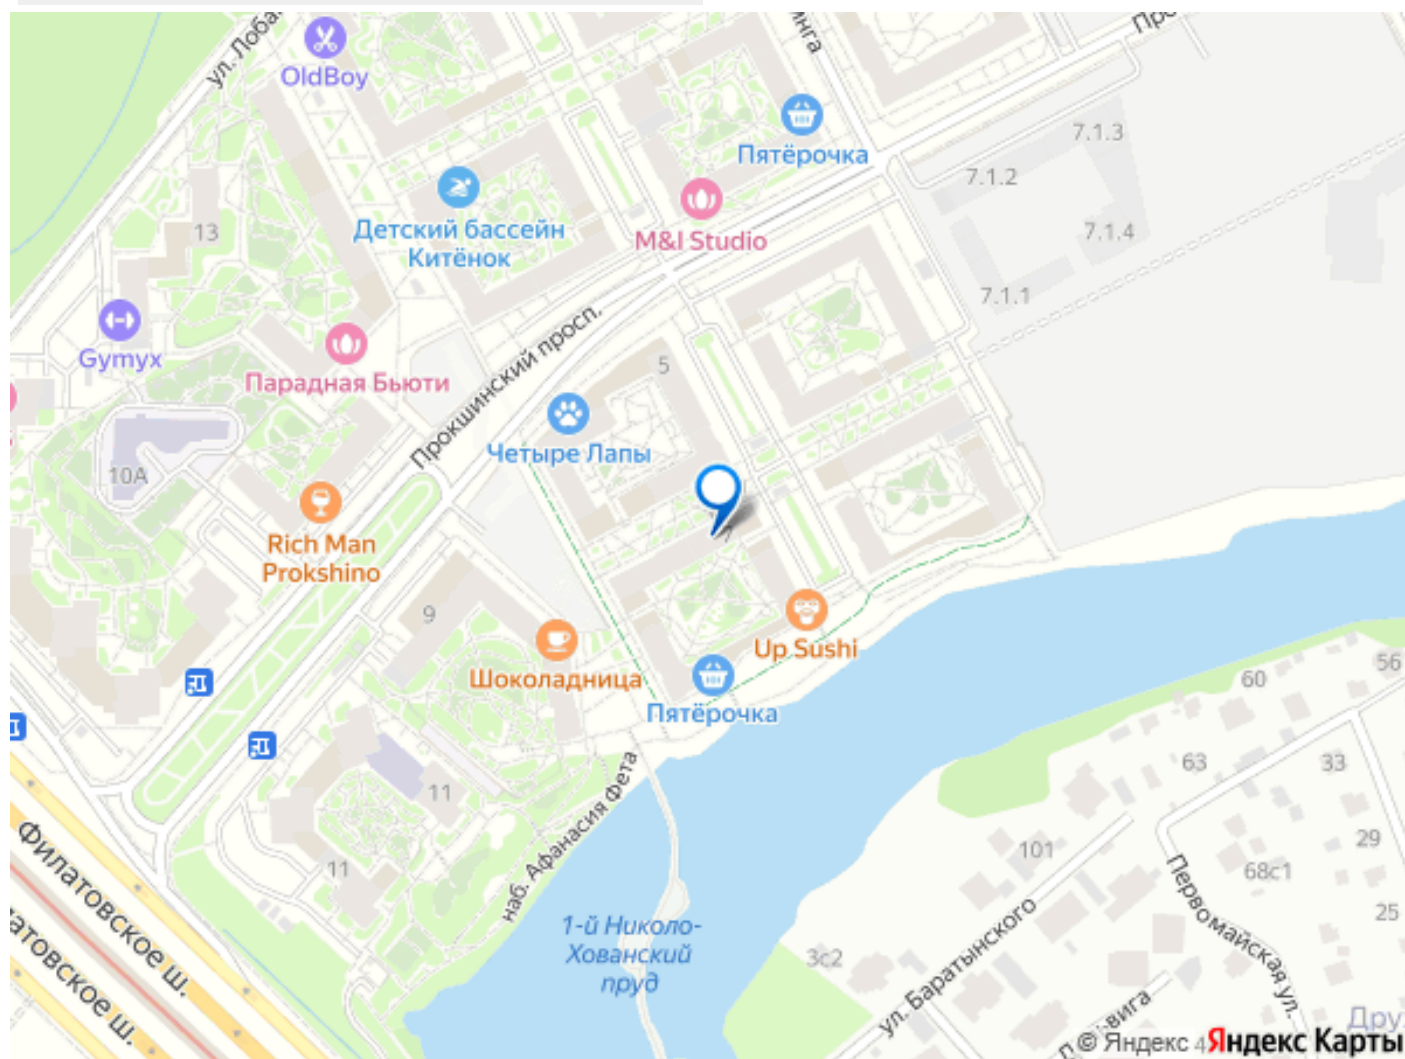 ул. Лоба
инга
Про
OldBoy
7.1.3
Пятёрочка
7.1.2
13
Детский бассейн
Китёнок
M&I Studio
7.1.4
7.1.1
Gymyx
Парадная Бьюти
Прокшинский просп.
5
Четыре Лапы
10А
Rich Man
Prokshino
7
9
Шоколадница
Up Sushi
Пятёрочка
56
60
63
33
11
11
наб. Афанасия Фета
Филатовское ш.
атовское ш.
29
101
68с1
25
1-й Николо-
Хованский
пруд
3с2
ул. Баратынского
Первомайская ул.
Дру
© Яндекс
Яндекс Карты